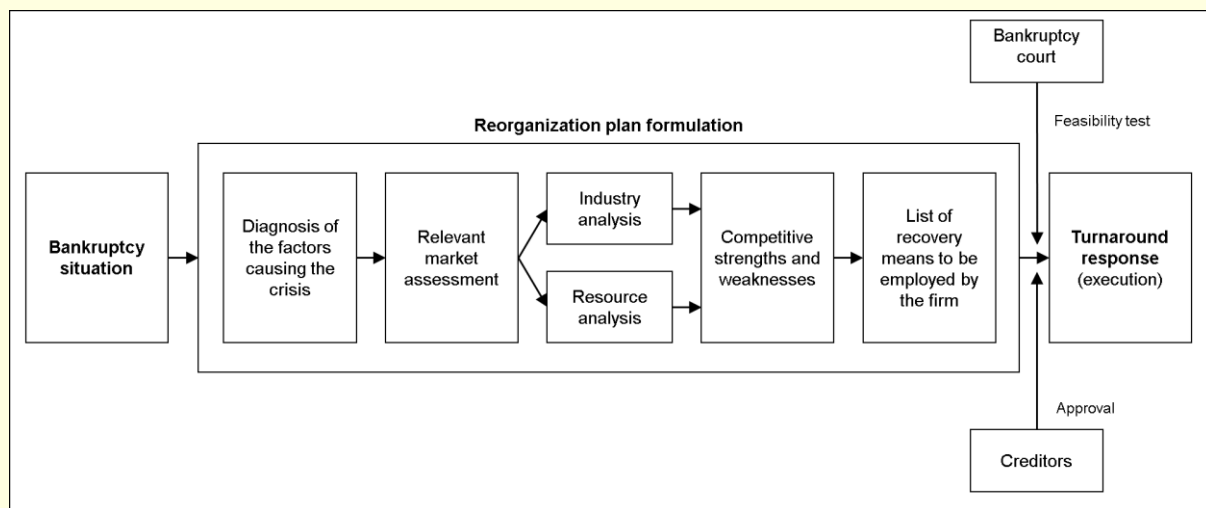 Bankruptcy
court
Feasibility test
Reorganization plan formulation
Bankruptcy
situation
Diagnosis of
the factors
causing the
crisis
Relevant
market
assessment
Industry
analysis
Resource
analysis
Competitive
strengths and
weaknesses
List of
recovery
means to be
employed by
the firm
Turnaround
response
(execution)
Approval
Creditors